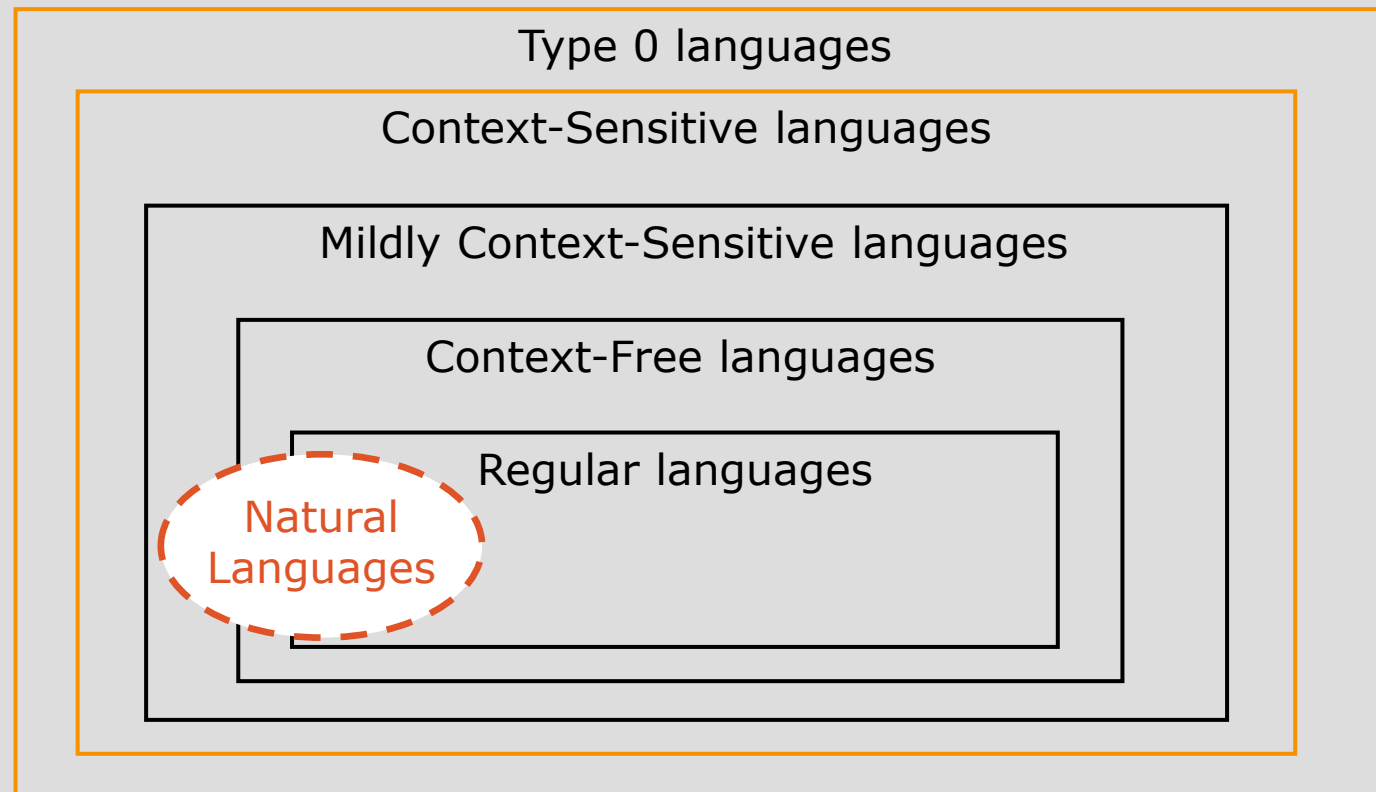 Type 0 languages
Context-Sensitive languages
Mildly Context-Sensitive languages
Context-Free languages
Regular languages
Natural
Languages